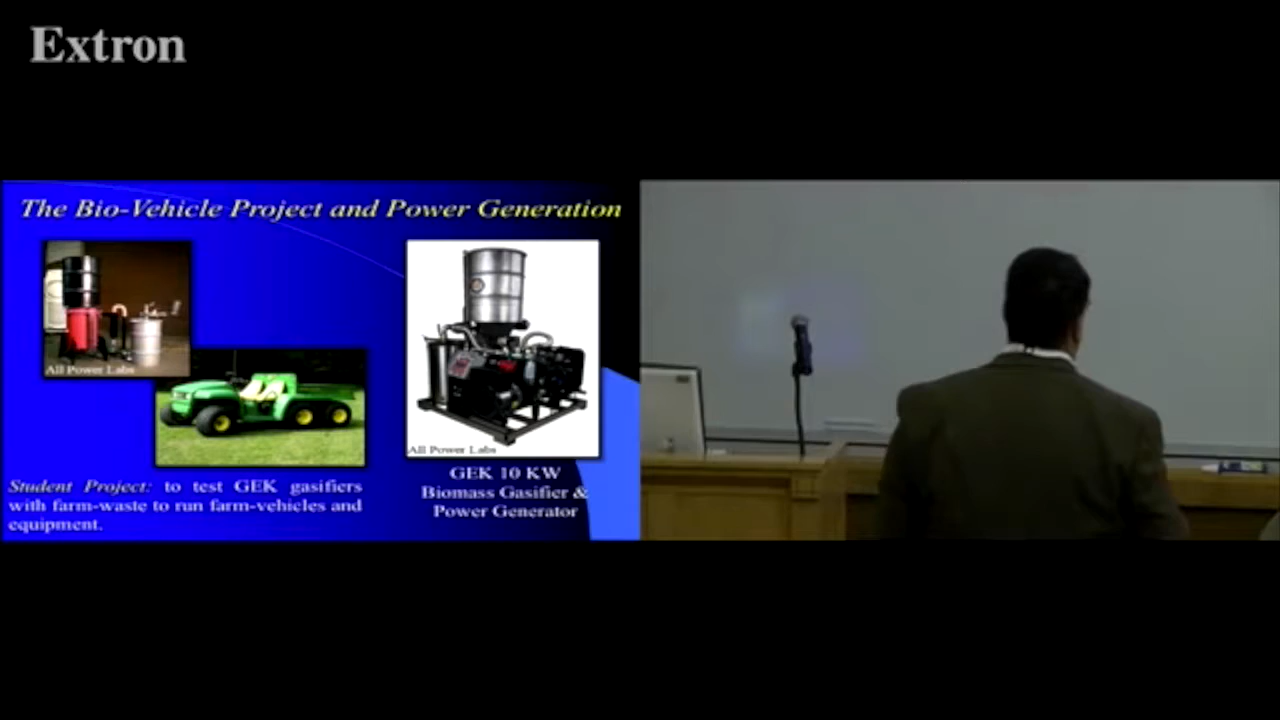 Extron
The Bio-Vehicle Project and Power Generation
All Power Labs
All Power Labs
GEK 10 KW
Biomass Gasifier &
Power Generator
Student Project: to test GEK gasifiers
with farm-waste to run farm-vehicles and
equipment.